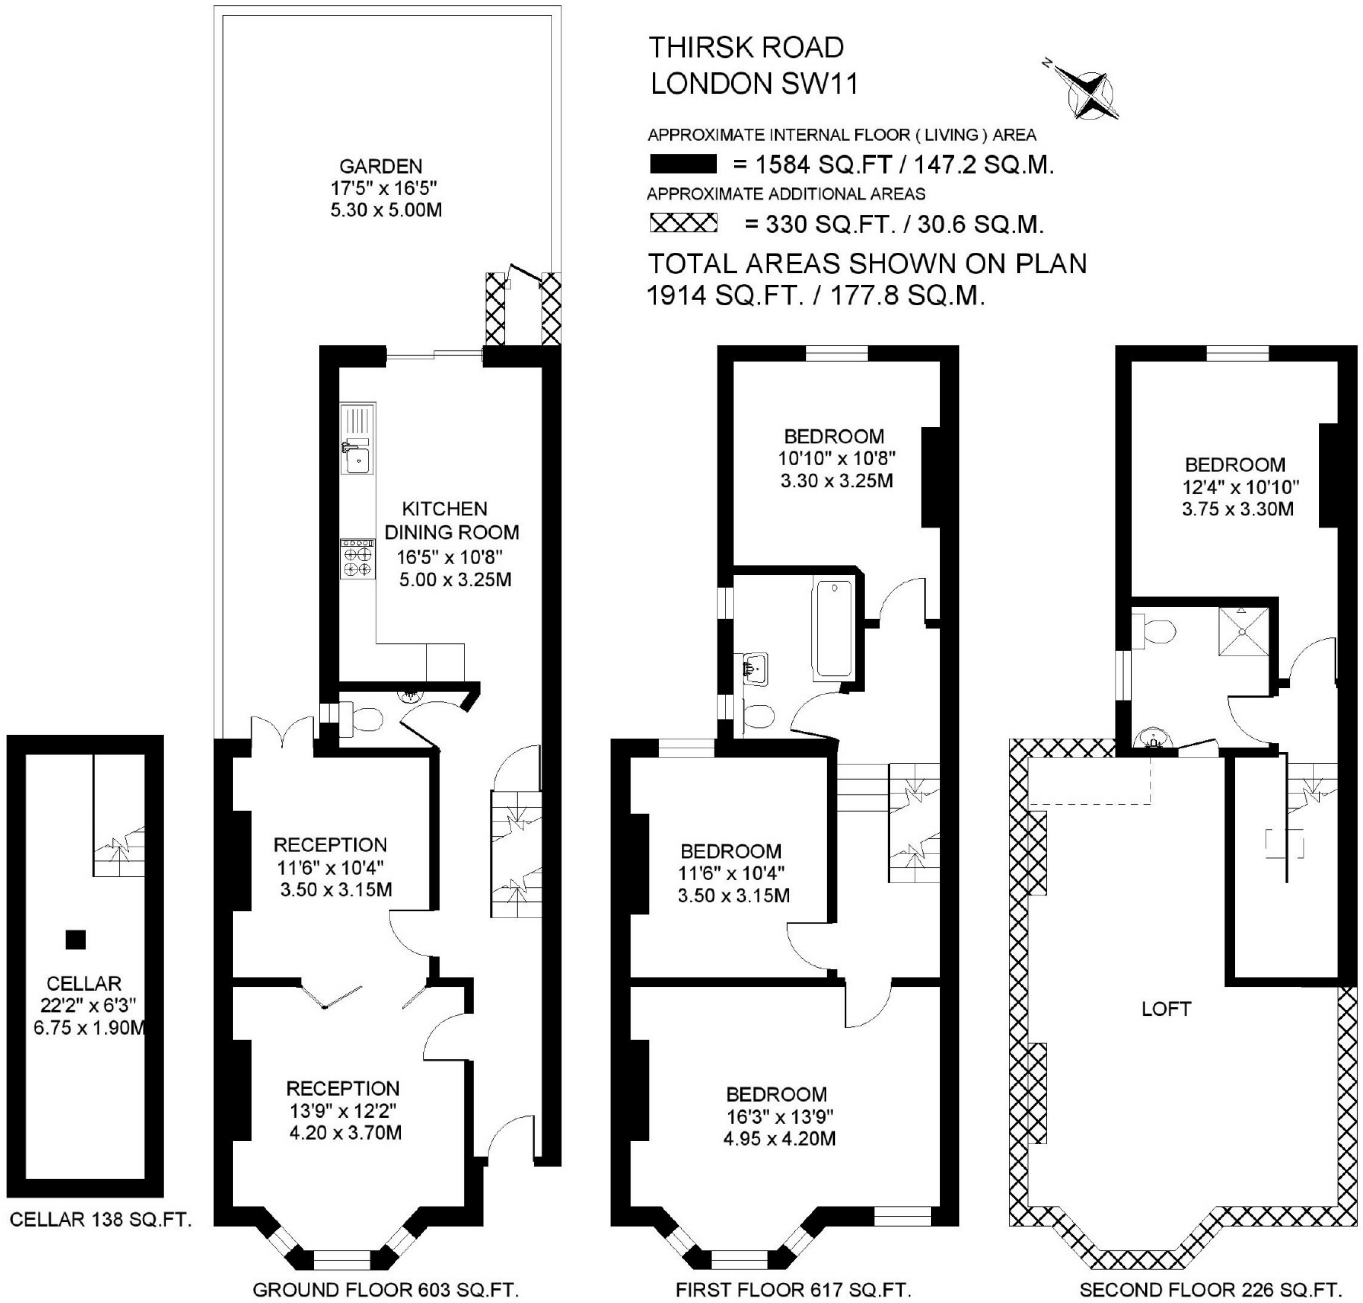 THIRSK ROAD
LONDON SW11
N
APPROXIMATE INTERNAL FLOOR ( LIVING ) AREA
= 1584 SQ.FT / 147.2 SQ.M.
APPROXIMATE ADDITIONAL AREAS
= 330 SQ.FT. / 30.6 SQ.M.
TOTAL AREAS SHOWN ON PLAN
1914 SQ.FT. / 177.8 SQ.M.
GARDEN
17'5" x 16'5"
5.30 x 5.00M
KITCHEN
DINING ROOM
16'5" x 10'8"
5.00 x 3.25M
RECEPTION
11'6" x 10'4"
3.50 x 3.15M
RECEPTION
13'9" x 12'2"
4.20 x 3.70M
CELLAR
22'2" x 6'3"
6.75 x 1.90M
CELLAR 138 SQ.FT.
GROUND FLOOR 603 SQ.FT.
BEDROOM
10'10" x 10'8"
3.30 x 3.25M
BEDROOM
11'6" x 10'4"
3.50 x 3.15M
BEDROOM
16'3" x 13'9"
4.95 x 4.20M
FIRST FLOOR 617 SQ.FT.
BEDROOM
12'4" x 10'10"
3.75 x 3.30M
LOFT
SECOND FLOOR 226 SQ.FT.